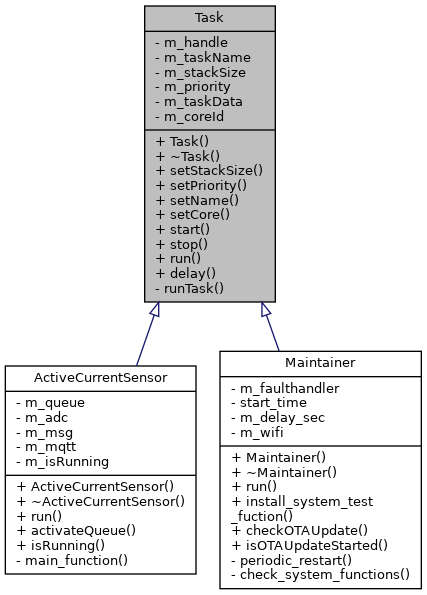 Task
- m_handle
- m_taskName
- m_stackSize
- m_priority
- m_taskData
- m_coreId
+ Task()
+ ~Task()
+ setStackSize()
+ setPriority()
+ setName()
+ setCore()
+ start()
+ stop()
+ run()
+ delay()
- runTask()
ActiveCurrentSensor
- m_queue
- m_adc
- m_msg
- m_mqtt
- m_isRunning
+ ActiveCurrentSensor()
+ ~ActiveCurrentSensor()
+ run()
+ activateQueue()
+ isRunning()
- main_function()
Maintainer
- m_faulthandler
- start_time
- m_delay_sec
- m_wifi
+ Maintainer()
+ ~Maintainer()
+ run()
+ install_system_test
_fuction()
+ checkOTAUpdate()
+ isOTAUpdateStarted()
- periodic_restart()
- check_system_functions()